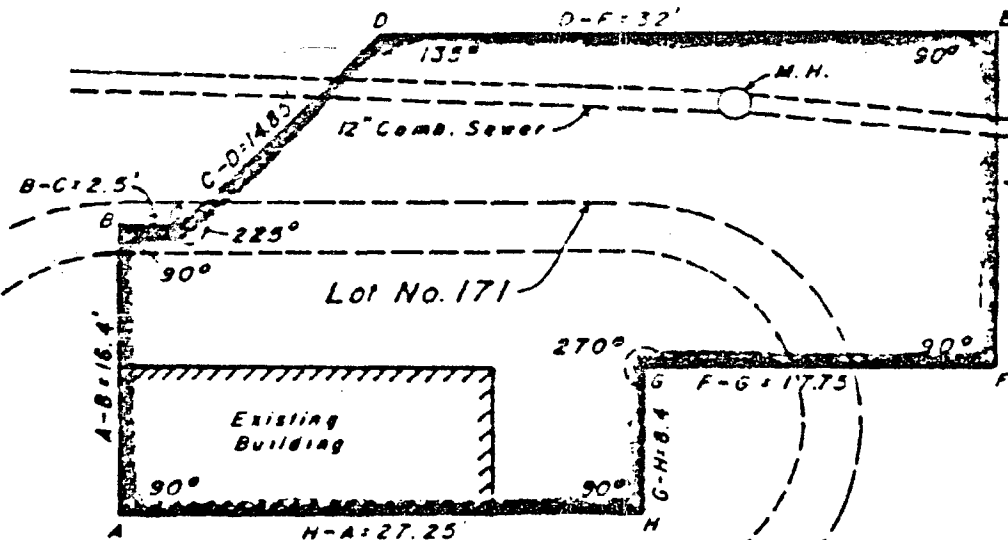 D
D-F=32'
E
135°
90°
M.H.
12" Comb. Sewer
C-D=14.83'
B-C=2.5'
B
C
225°
90°
Lot No. 171
270°
90°
G
F-G = 17.75
F
A-B=16.4'
Existing
Building
G-H=8.4
90°
90°
A
H-A=27.25
H